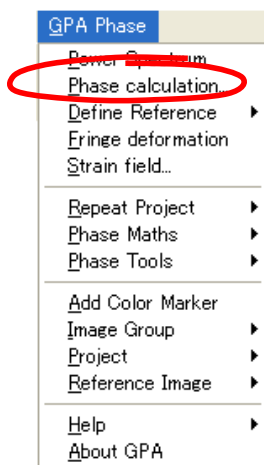 GPA Phase
Power Spectrum
Phase calculation...
Define Reference
Fringe deformation
Strain field...
Repeat Project
Phase Maths
Phase Tools
Add Color Marker
Image Group
Project
Reference Image
Help
About GPA